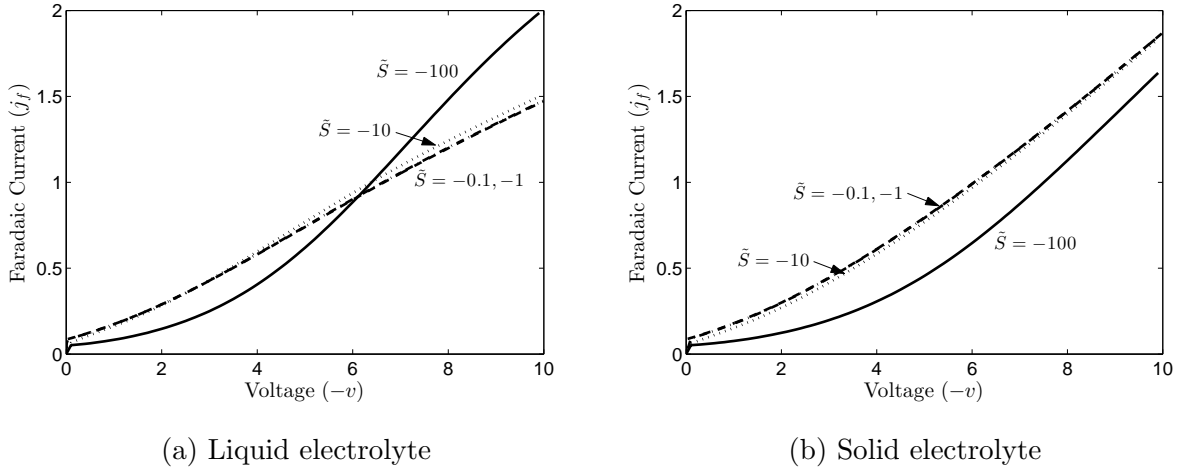 2
1.5
1
0.5
0
0 2 4 6 8 10
Faradaic Current (j_f)
Voltage (−v)
S̃ = −100
S̃ = −10
S̃ = −0.1, −1
(a) Liquid electrolyte
2
1.5
1
0.5
0
0 2 4 6 8 10
Faradaic Current (j_f)
Voltage (−v)
S̃ = −0.1, −1
S̃ = −10
S̃ = −100
(b) Solid electrolyte